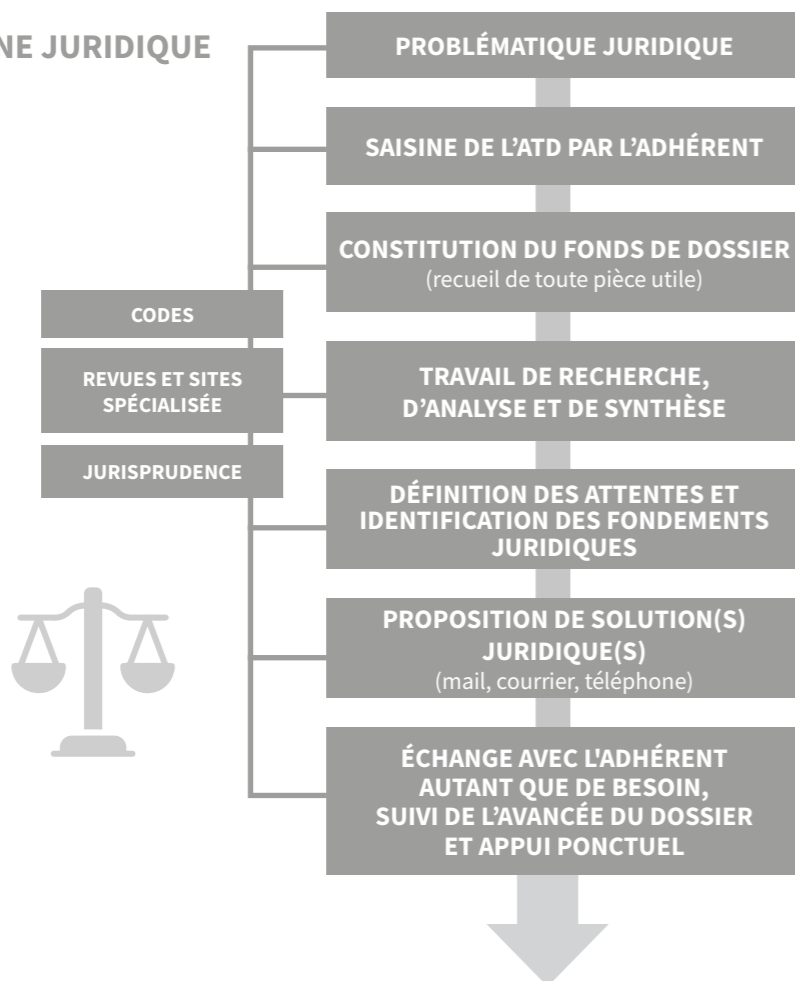 NE JURIDIQUE
PROBLÉMATIQUE JURIDIQUE
SAISINE DE L’ATD PAR L’ADHÉRENT
CONSTITUTION DU FONDS DE DOSSIER
(recueil de toute pièce utile)
CODES
REVUES ET SITES
SPÉCIALISÉE
JURISPRUDENCE
TRAVAIL DE RECHERCHE,
D’ANALYSE ET DE SYNTHÈSE
DÉFINITION DES ATTENTES ET
IDENTIFICATION DES FONDEMENTS
JURIDIQUES
PROPOSITION DE SOLUTION(S)
JURIDIQUE(S)
(mail, courrier, téléphone)
ÉCHANGE AVEC L'ADHÉRENT
AUTANT QUE DE BESOIN,
SUIVI DE L’AVANCÉE DU DOSSIER
ET APPUI PONCTUEL